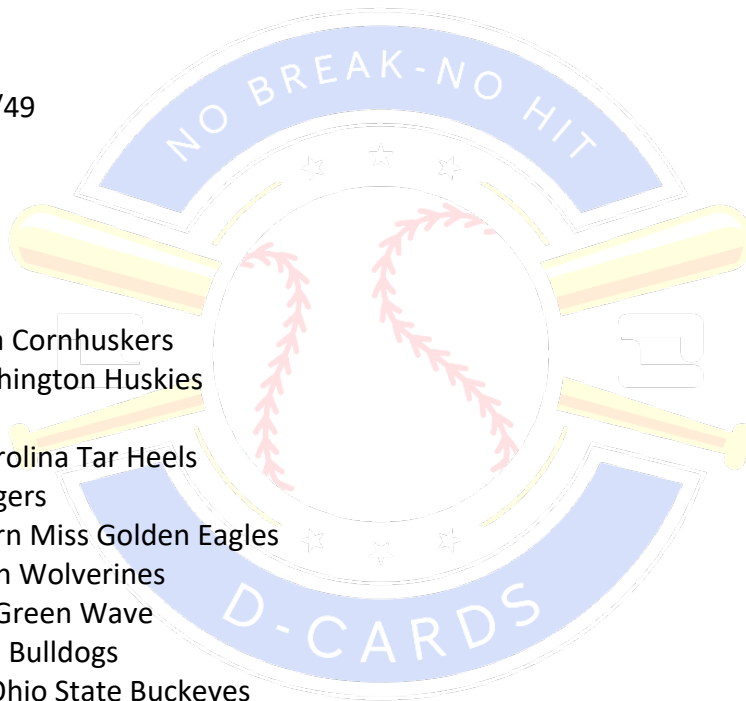 /49
NO BREAK-NO HIT
n Cornhuskers
hington Huskies
rolina Tar Heels
gers
rn Miss Golden Eagles
n Wolverines
Green Wave
Bulldogs
Ohio State Buckeyes
D-CARDS